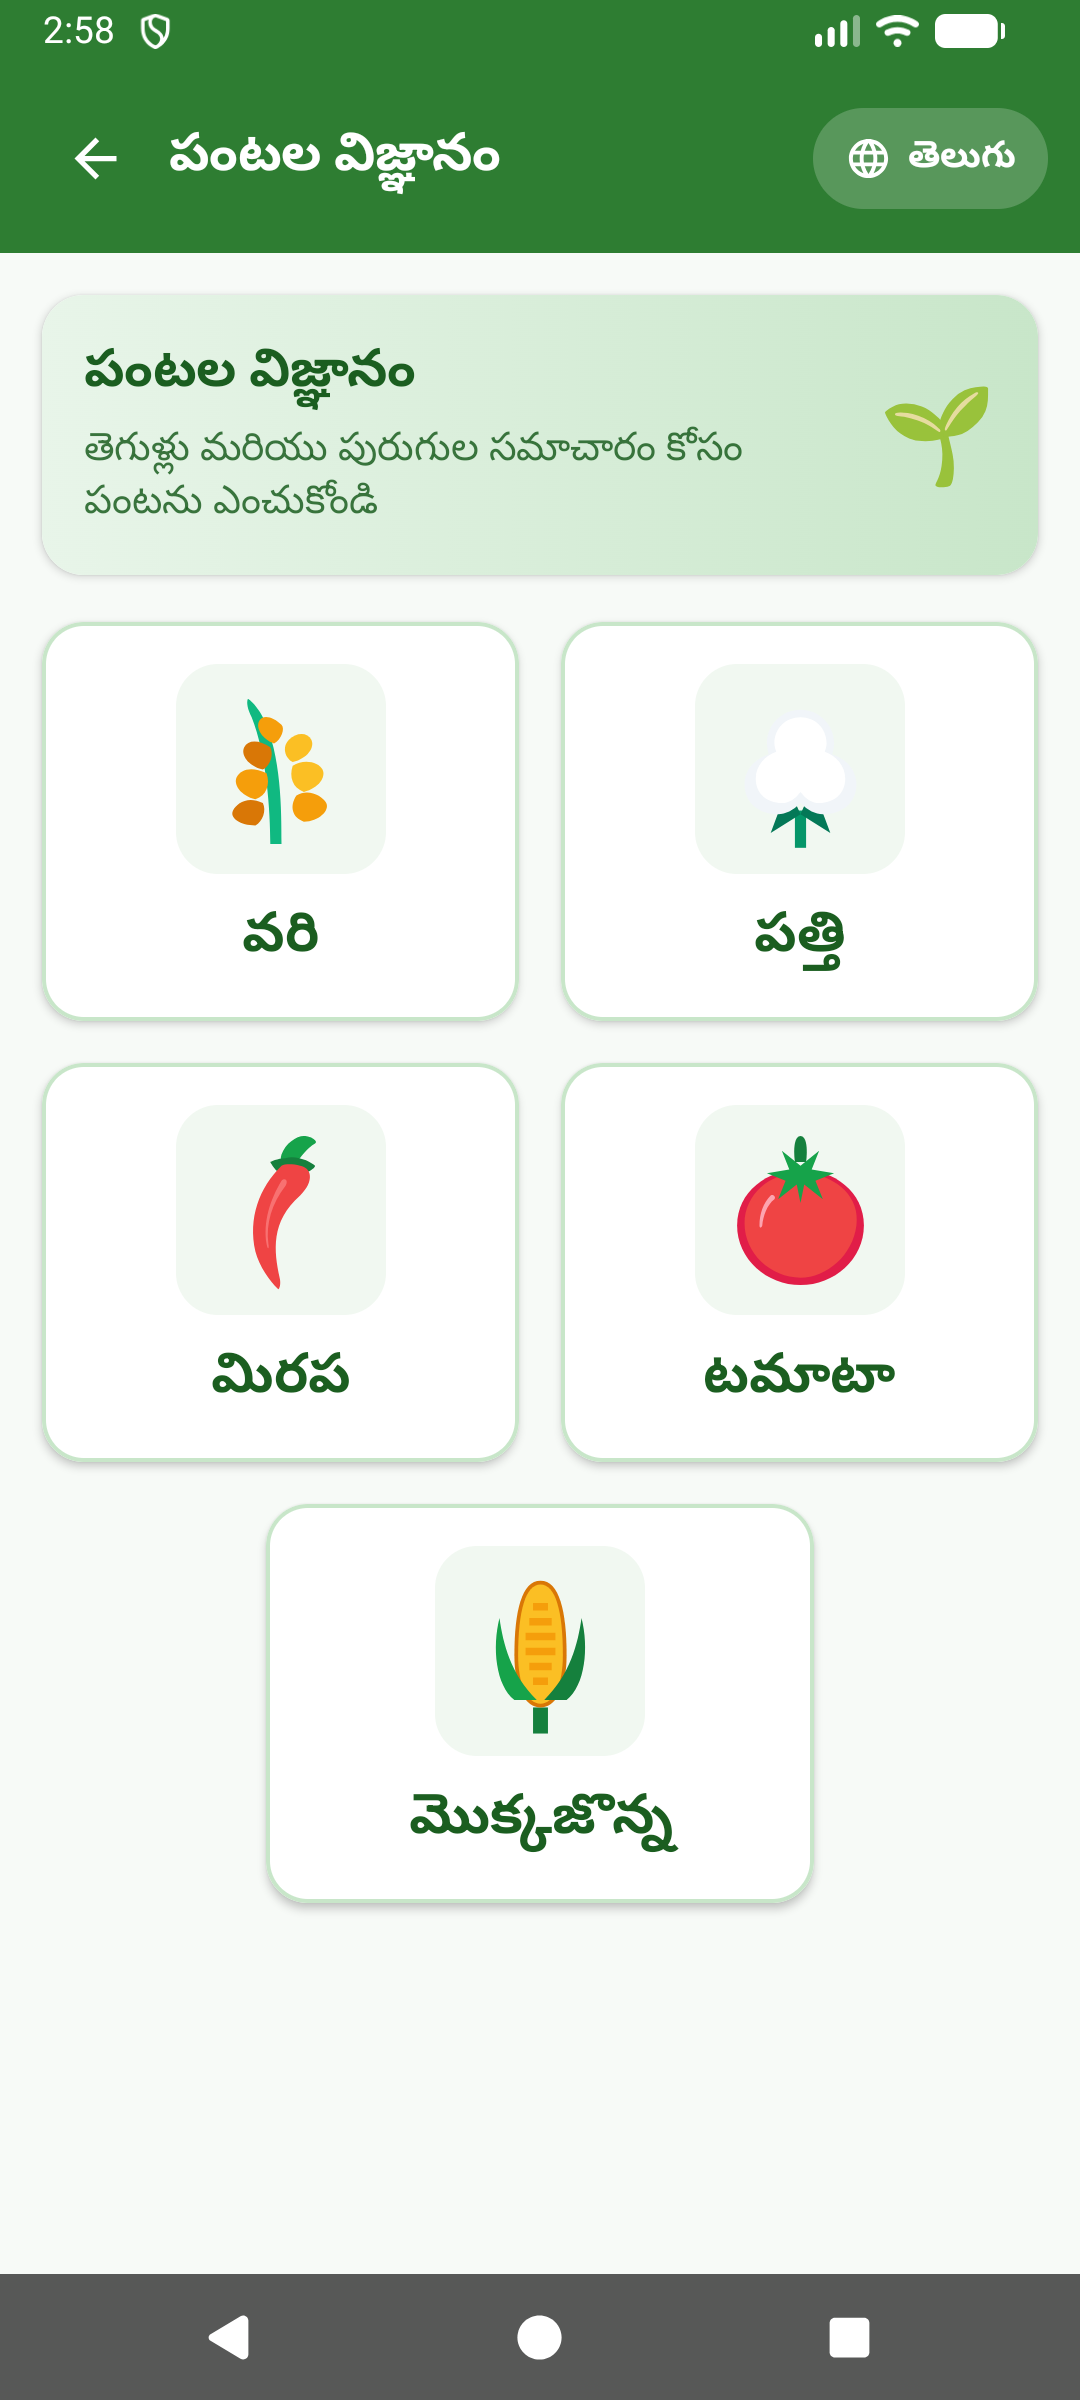 2:58
పంటల విజ్ఞానం
తెలుగు
పంటల విజ్ఞానం
తెగుళ్లు మరియు పురుగుల సమాచారం కోసం
పంటను ఎంచుకోండి
వరి
పత్తి
మిరప
టమాటా
మొక్కజొన్న